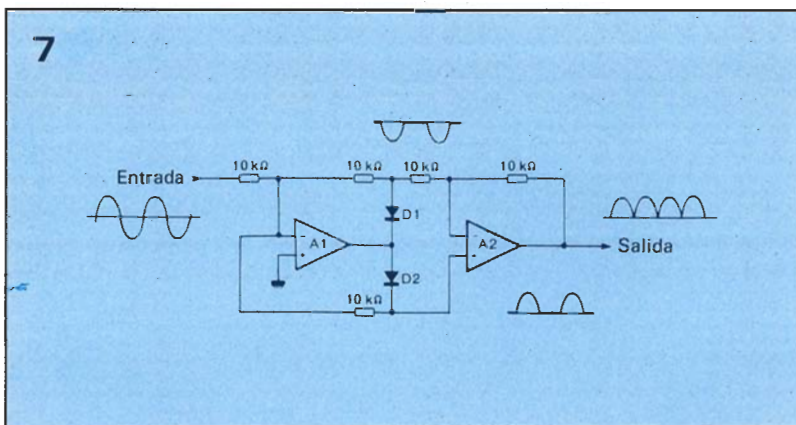 7
10 kΩ 10 kΩ 10 kΩ 10 kΩ
Entrada
D1
- A1 +
- A2 +
Salida
D2
10 kΩ